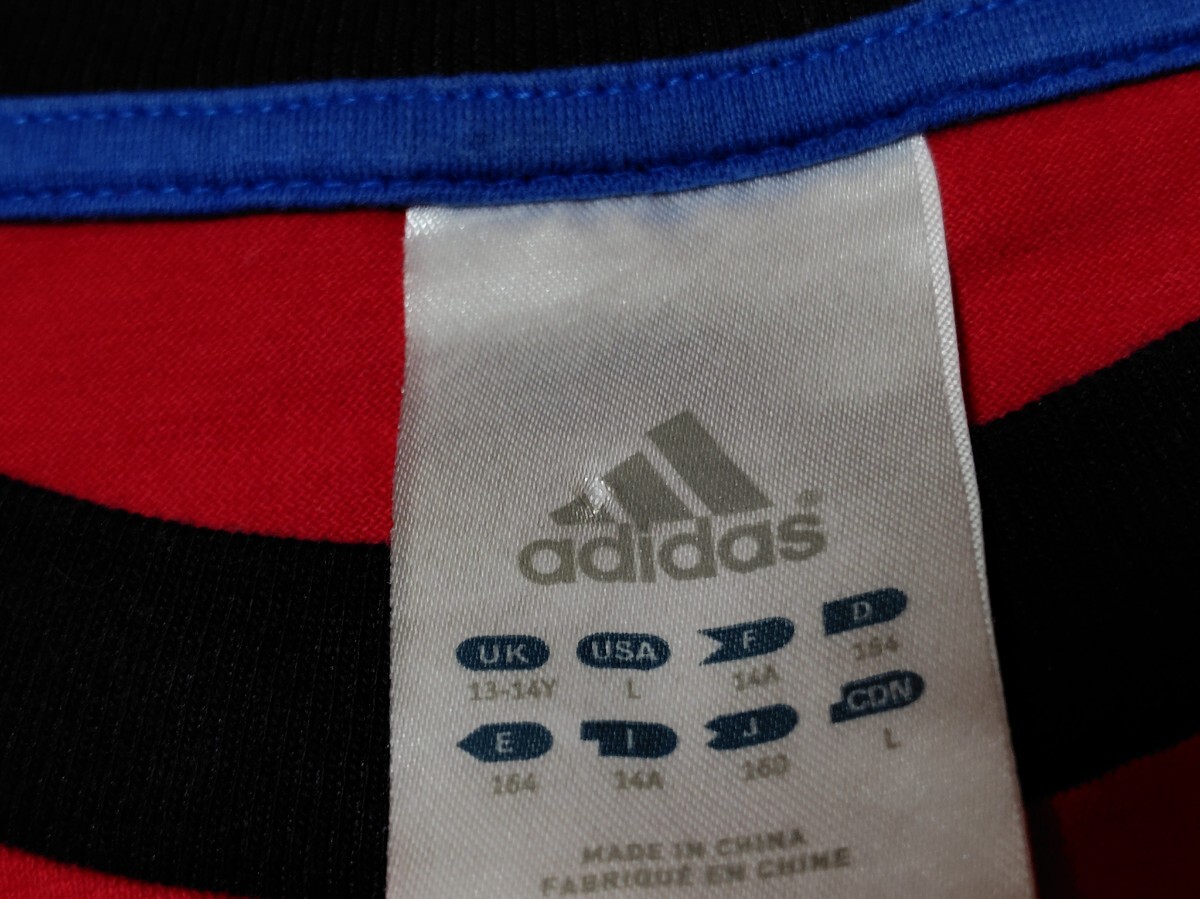 adidas®
UK USA F D
13-14Y L 14A 164
E I J CDN
164 14A 160 L
MADE IN CHINA
FABRIQUÉ EN CHINE